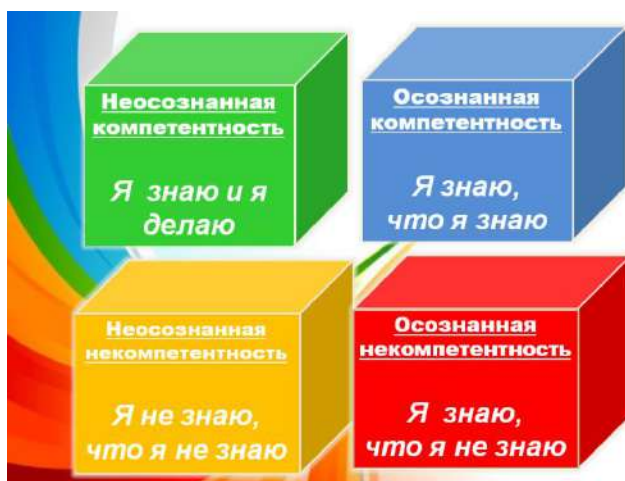 Неосознанная
компетентность
Я знаю и я
делаю
Осознанная
компетентность
Я знаю,
что я знаю
Неосознанная
некомпетентность
Я не знаю,
что я не знаю
Осознанная
некомпетентность
Я знаю,
что я не знаю